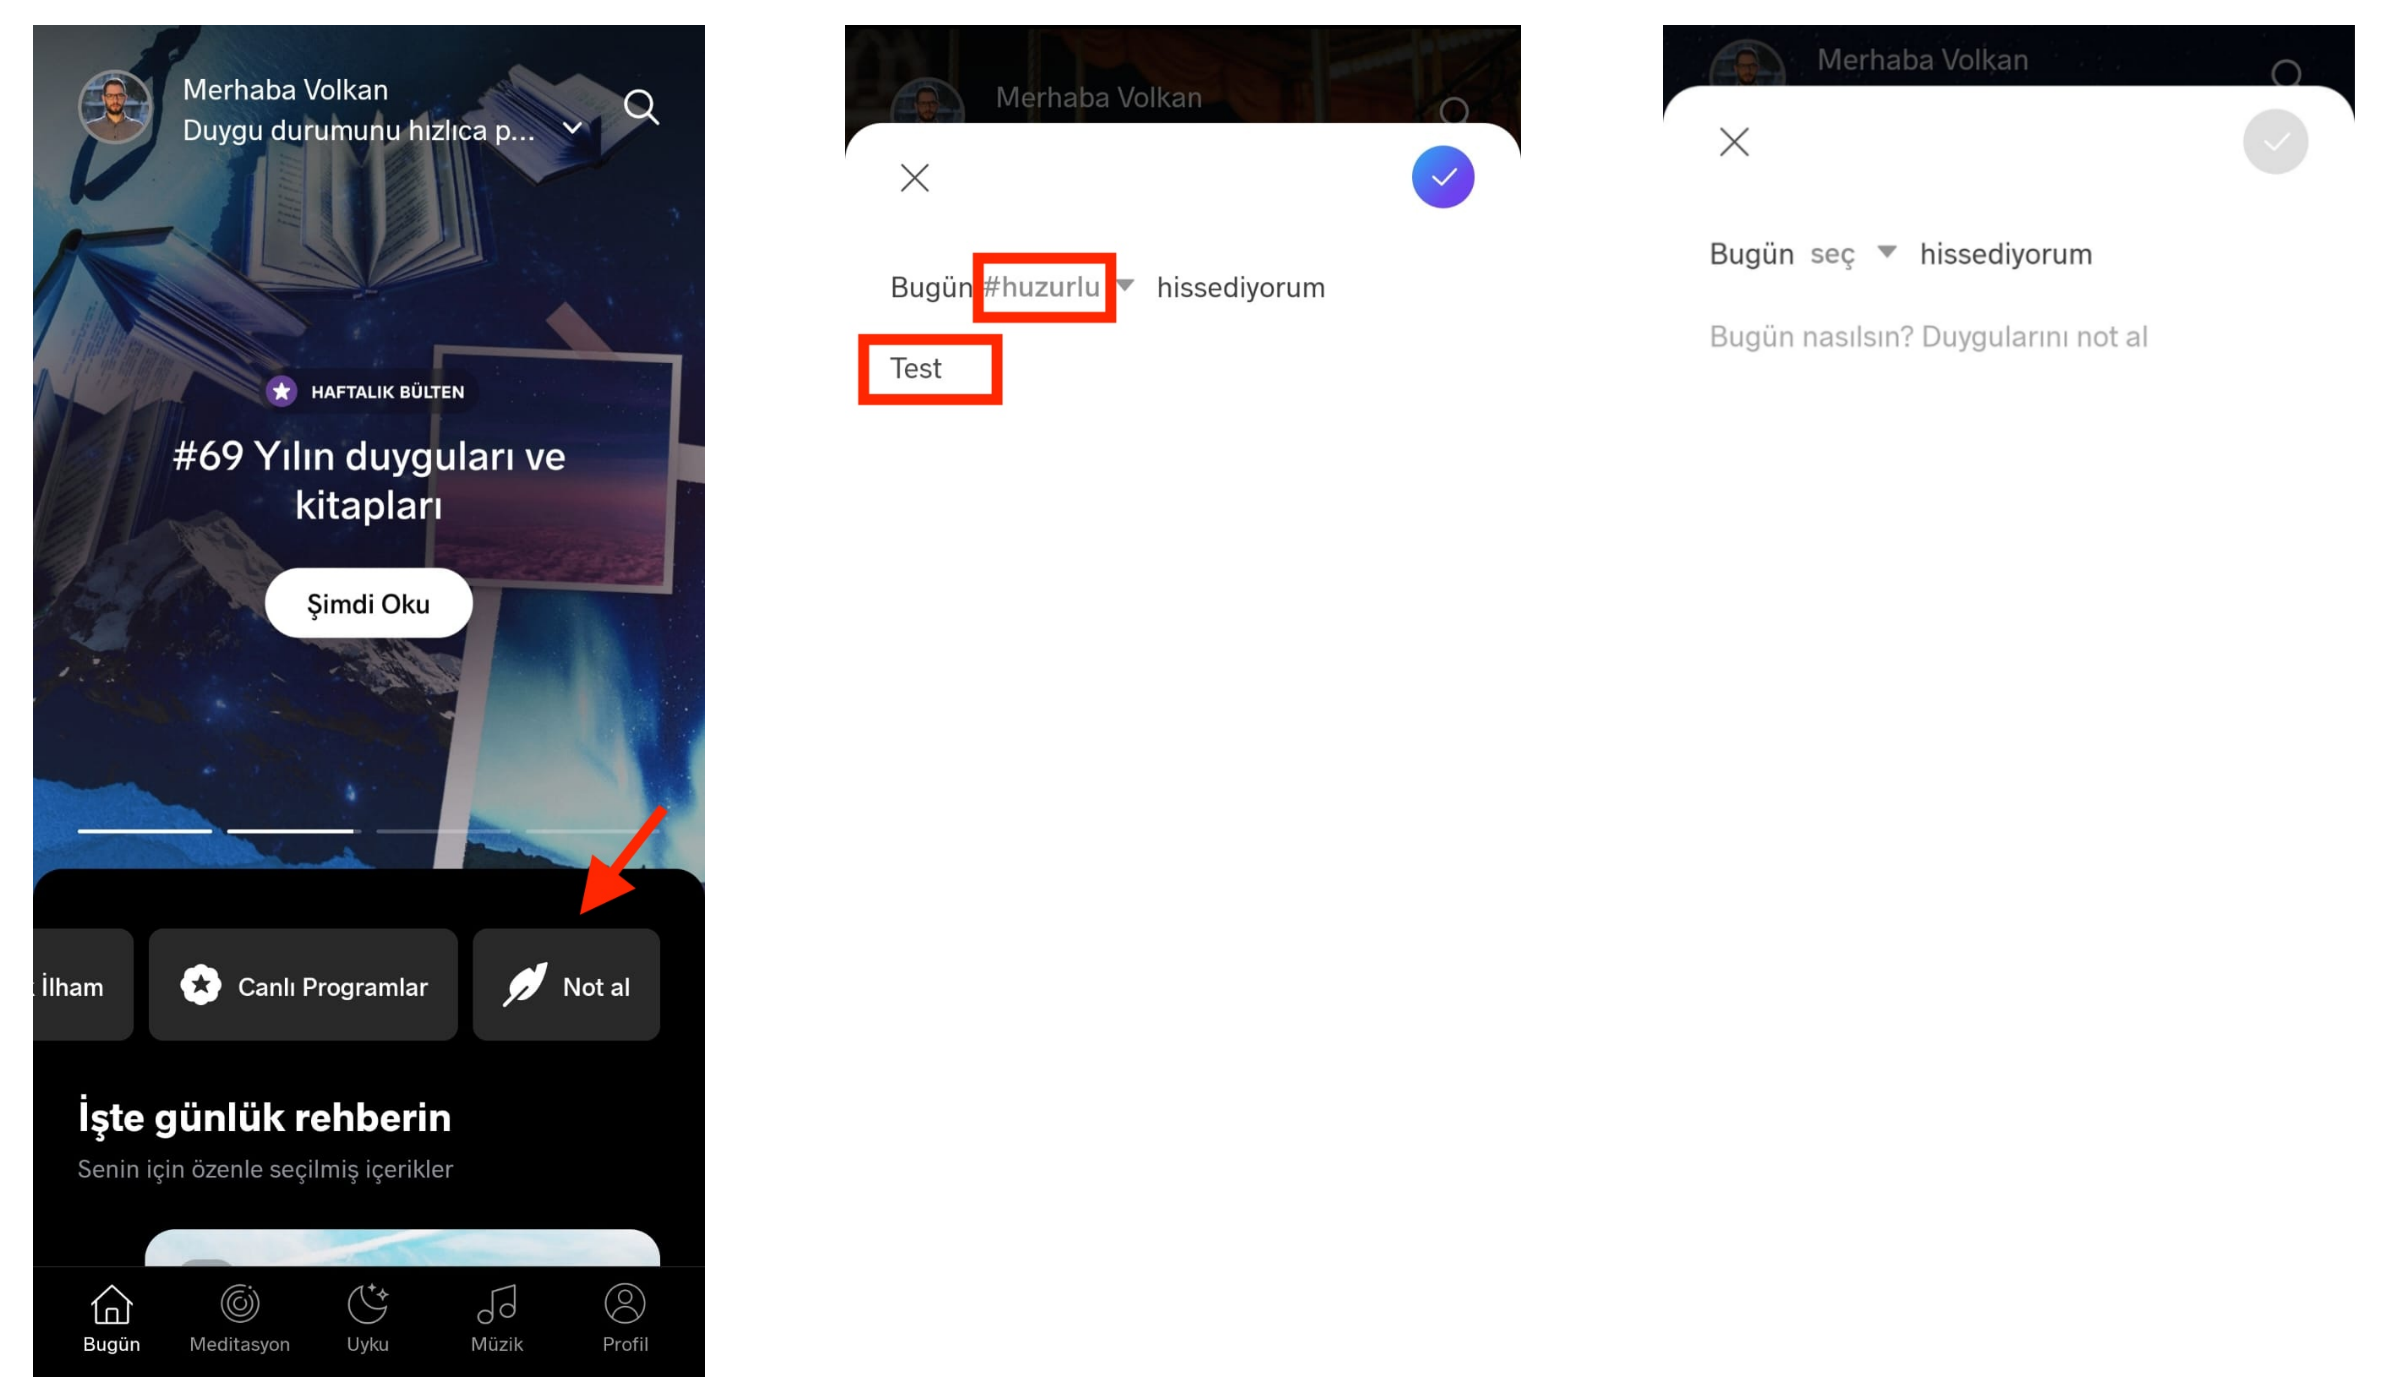 Merhaba Volkan
Duygu durumunu hızlıca p...
HAFTALIK BÜLTEN
#69 Yılın duyguları ve
kitapları
Şimdi Oku
İlham
Canlı Programlar
Not al
İşte günlük rehberin
Senin için özenle seçilmiş içerikler
Bugün
Meditasyon
Uyku
Müzik
Profil
Merhaba Volkan
Bugün #huzurlu hissediyorum
Test
Merhaba Volkan
Bugün seç hissediyorum
Bugün nasılsın? Duygularını not al